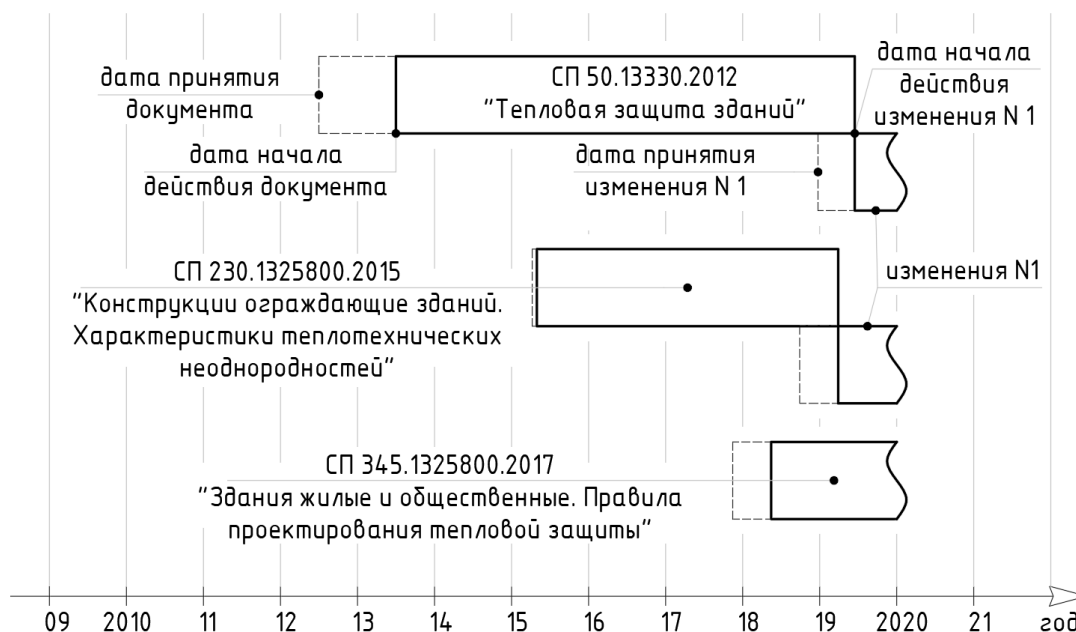 дата принятия
документа
СП 50.13330.2012
"Тепловая защита зданий"
дата начала
действия
изменения N 1
дата начала
действия документа
дата принятия
изменения N 1
СП 230.1325800.2015
"Конструкции ограждающие зданий.
Характеристики теплотехнических
неоднородностей"
изменения N1
СП 345.1325800.2017
"Здания жилые и общественные. Правила
проектирования тепловой защиты"
09 2010 11 12 13 14 15 16 17 18 19 2020 21 год